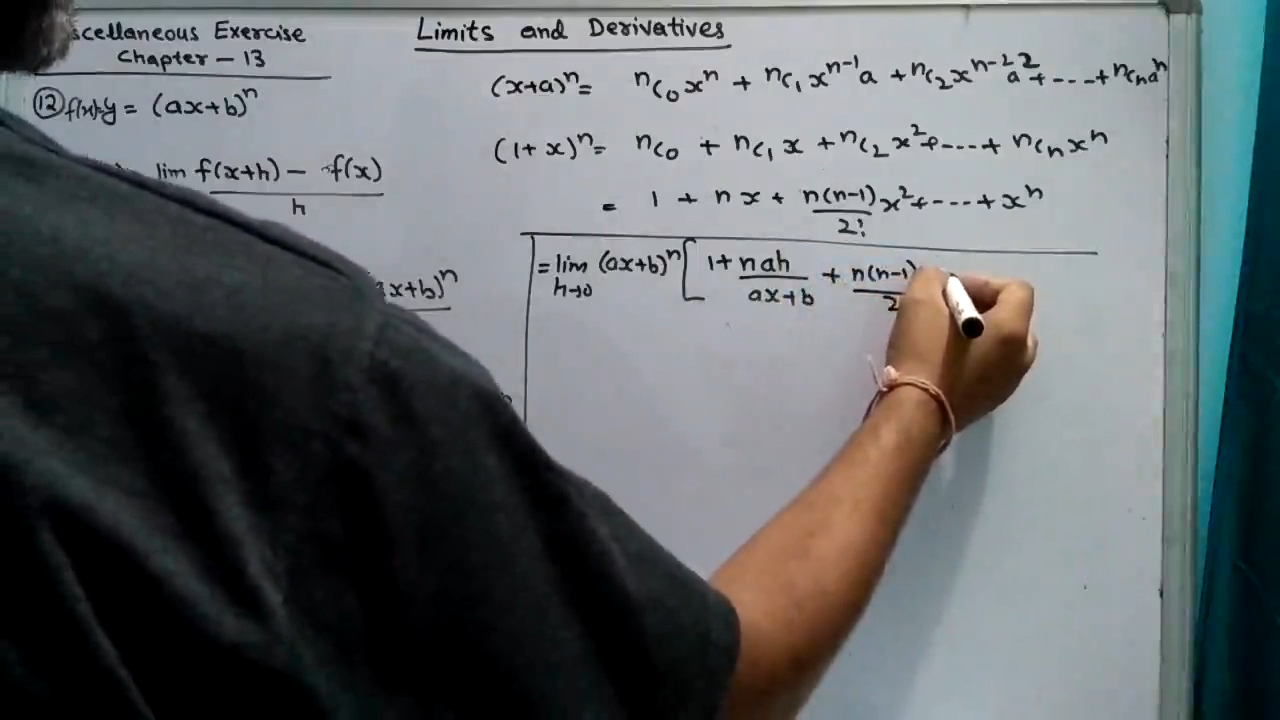 scellaneous Exercise
Chapter - 13
Limits and Derivatives
(x+a)ⁿ = ⁿC₀xⁿ + ⁿC₁xⁿ⁻¹a + ⁿC₂xⁿ⁻²a² + ---- + ⁿCₙaⁿ
⑫ f(x)=y = (ax+b)ⁿ
(1+x)ⁿ = ⁿC₀ + ⁿC₁x + ⁿC₂x² + ---- + ⁿCₙxⁿ
lim f(x+h) - f(x)
h
= 1 + nx + n(n-1)/2! x² + ---- + xⁿ
= lim h→0 (ax+b)ⁿ [ 1 + nah/ax+b + n(n-1)/2
x+b)ⁿ